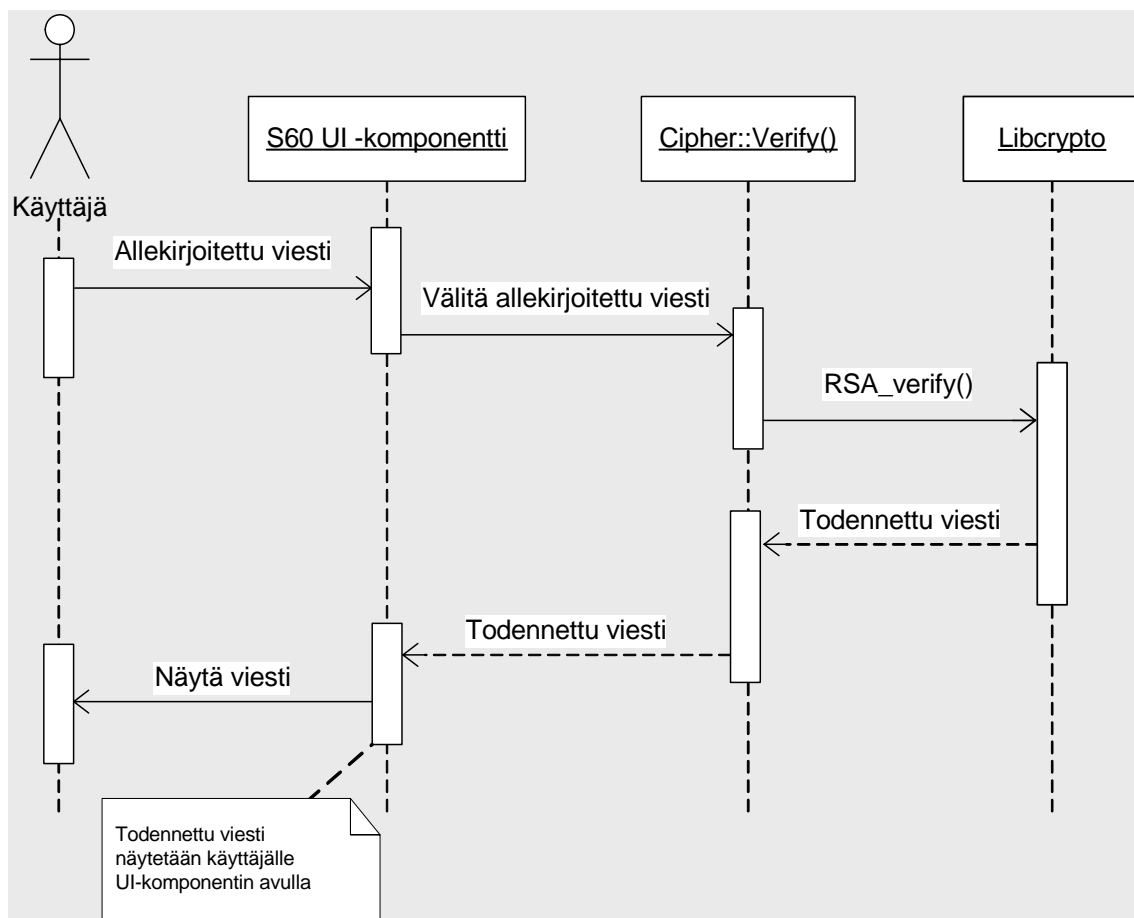 S60 UI -komponentti
Cipher::Verify()
Libcrypto
Käyttäjä
Allekirjoitettu viesti
Välitä allekirjoitettu viesti
RSA_verify()
Todennettu viesti
Todennettu viesti
Näytä viesti
Todennettu viesti
näytetään käyttäjälle
UI-komponentin avulla